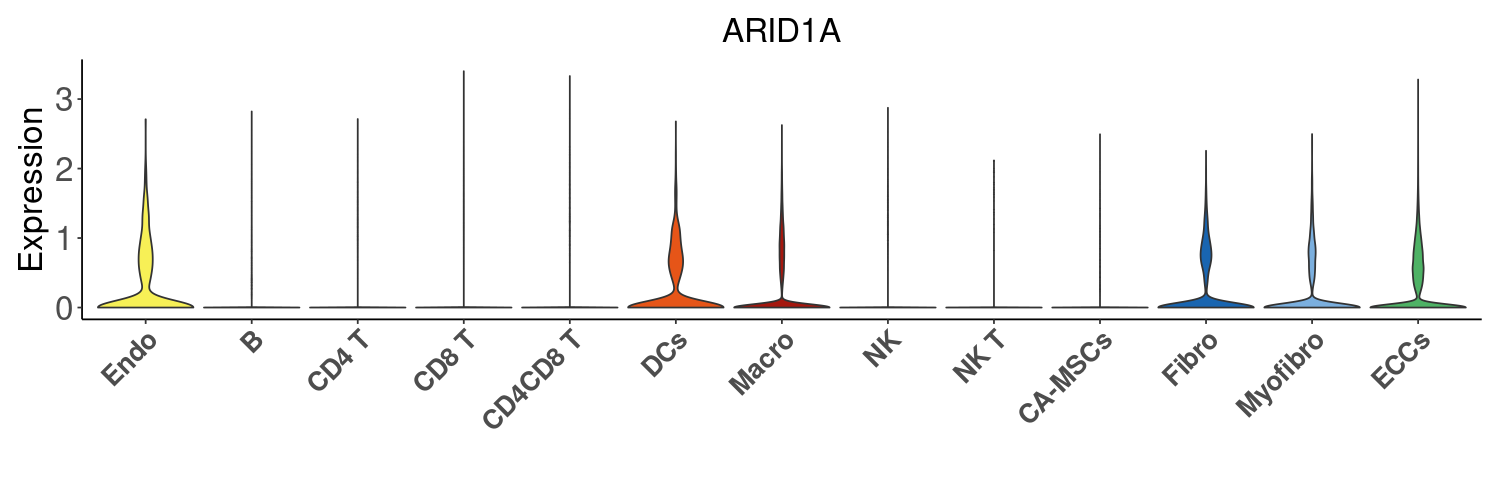 ARID1A
Expression
3
2
1
0
Endo
B
CD4 T
CD8 T
CD4CD8 T
DCs
Macro
NK
NK T
CA-MSCs
Fibro
Myofibro
ECCs